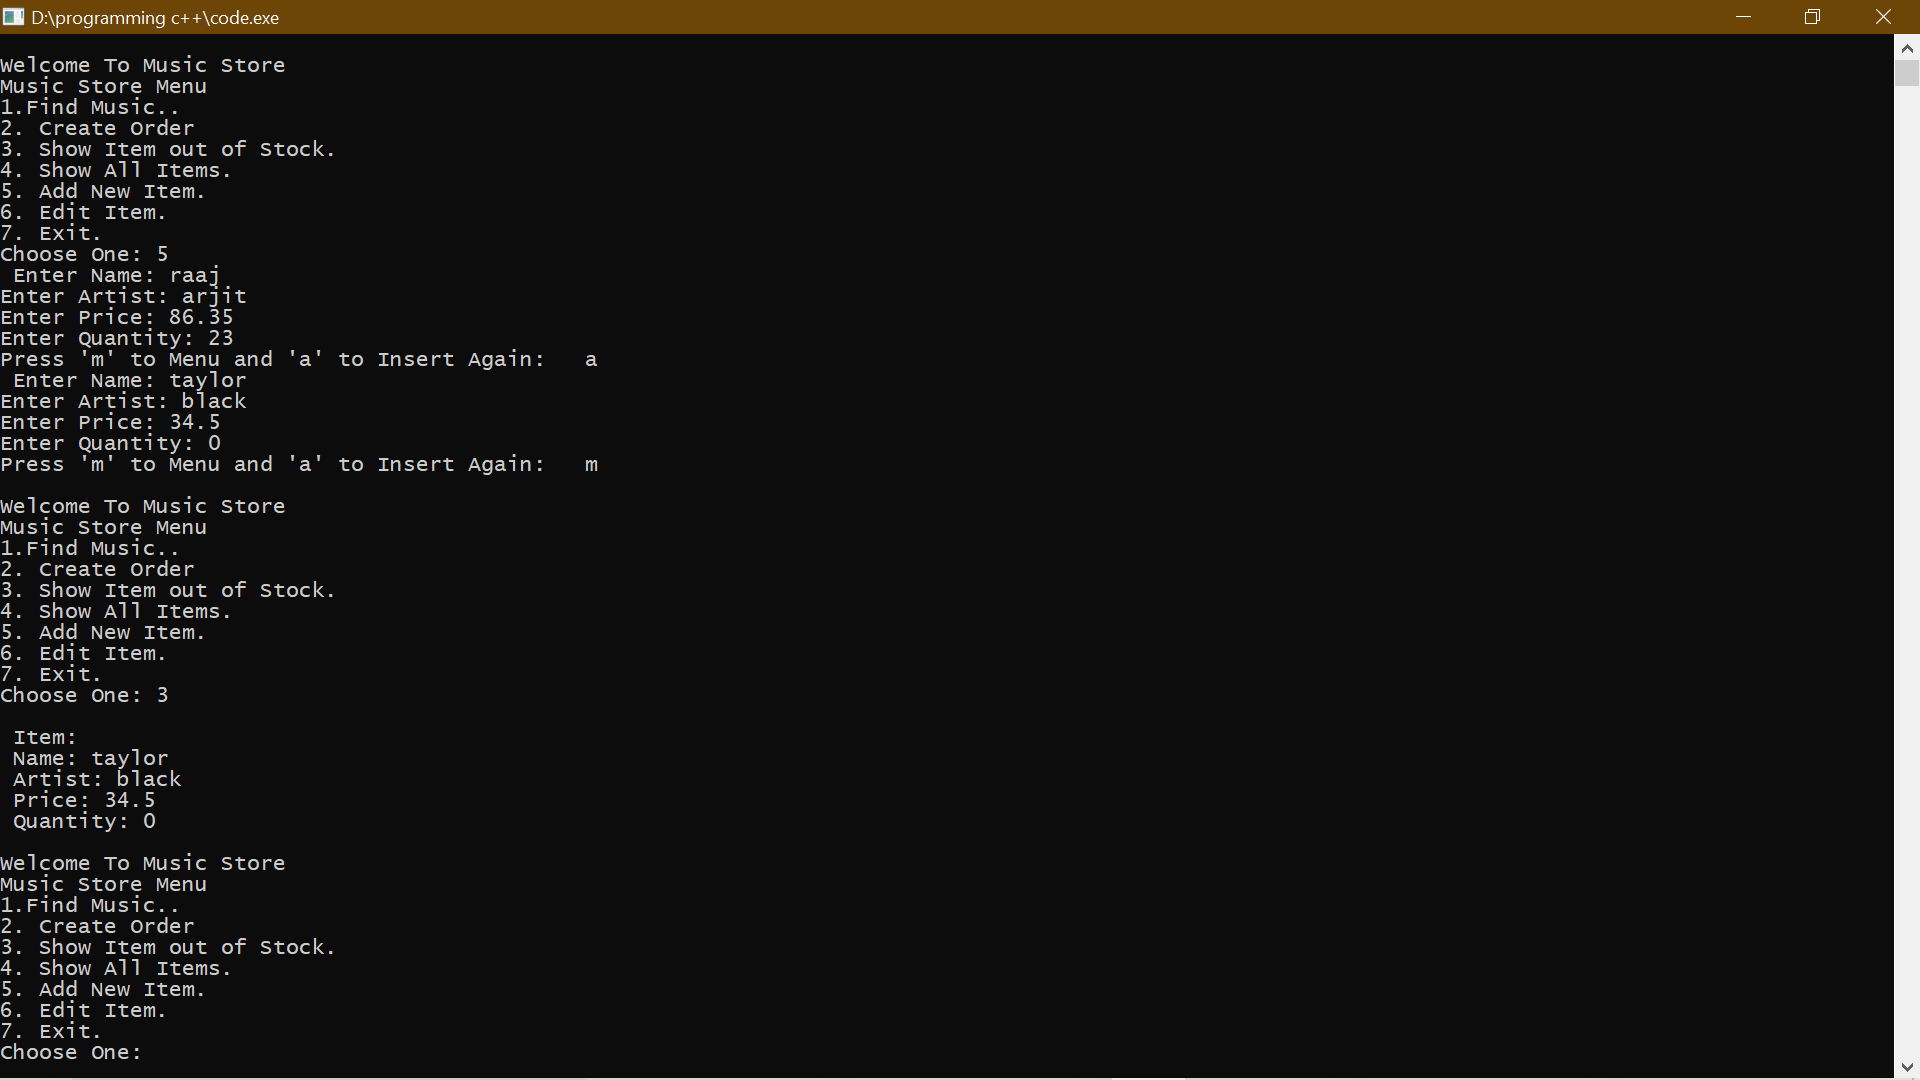 D:\programming c++\code.exe
Welcome To Music Store
Music Store Menu
1.Find Music..
2. Create Order
3. Show Item out of Stock.
4. Show All Items.
5. Add New Item.
6. Edit Item.
7. Exit.
Choose One: 5
 Enter Name: raaj
Enter Artist: arjit
Enter Price: 86.35
Enter Quantity: 23
Press 'm' to Menu and 'a' to Insert Again:   a
 Enter Name: taylor
Enter Artist: black
Enter Price: 34.5
Enter Quantity: 0
Press 'm' to Menu and 'a' to Insert Again:   m
Welcome To Music Store
Music Store Menu
1.Find Music..
2. Create Order
3. Show Item out of Stock.
4. Show All Items.
5. Add New Item.
6. Edit Item.
7. Exit.
Choose One: 3
 Item:
 Name: taylor
 Artist: black
 Price: 34.5
 Quantity: 0
Welcome To Music Store
Music Store Menu
1.Find Music..
2. Create Order
3. Show Item out of Stock.
4. Show All Items.
5. Add New Item.
6. Edit Item.
7. Exit.
Choose One: